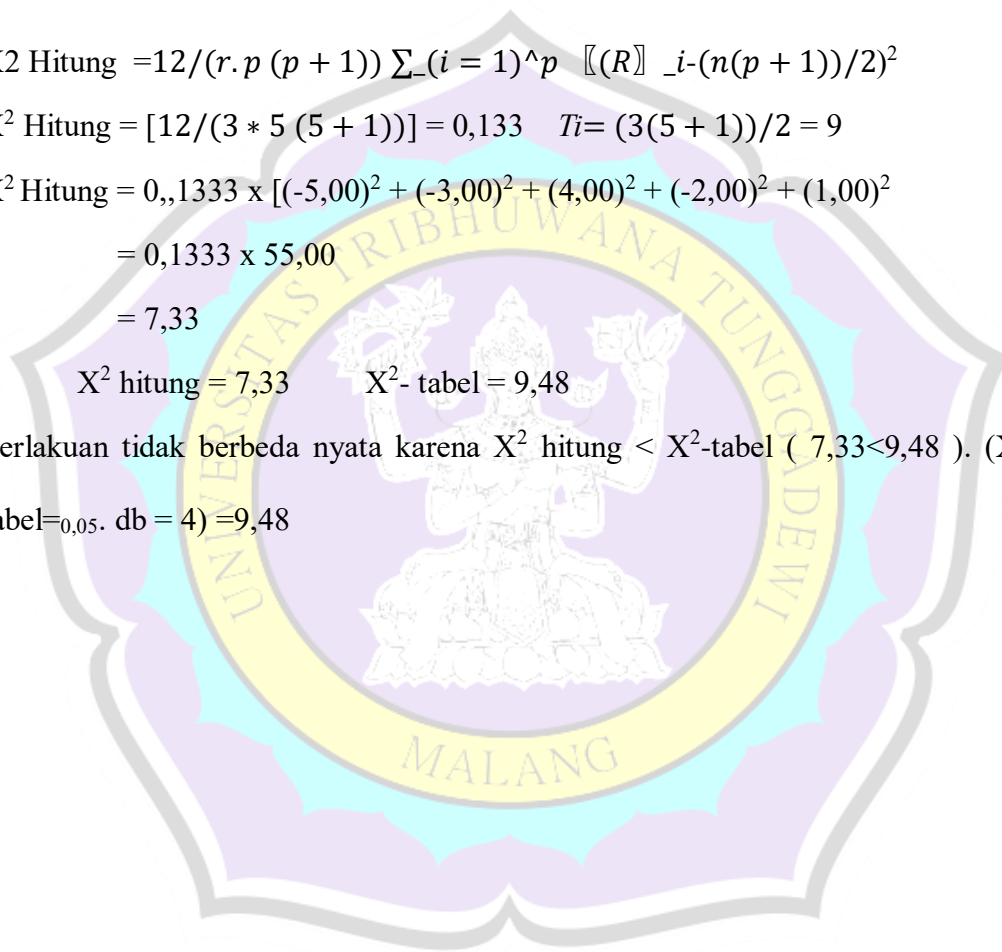 X2 Hitung =12/(r.p (p + 1)) ∑_(i = 1)^p 〖(R〗_i-(n(p + 1))/2)²
X² Hitung = [12/(3 * 5 (5 + 1))] = 0,133 Ti= (3(5 + 1))/2 = 9
X² Hitung = 0,,1333 x [(-5,00)² + (-3,00)² + (4,00)² + (-2,00)² + (1,00)²
= 0,1333 x 55,00
= 7,33
X² hitung = 7,33 X²- tabel = 9,48
erlakuan tidak berbeda nyata karena X² hitung < X²-tabel ( 7,33<9,48 ). (X
abel=₀,₀₅. db = 4) =9,48
UNIVERSITAS TRIBHUWANA TUNGGADEWI
MALANG